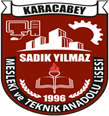 KARACABEY
SADIK YILMAZ
1996
MESLEKİ ve TEKNİK ANADOLU LİSESİ